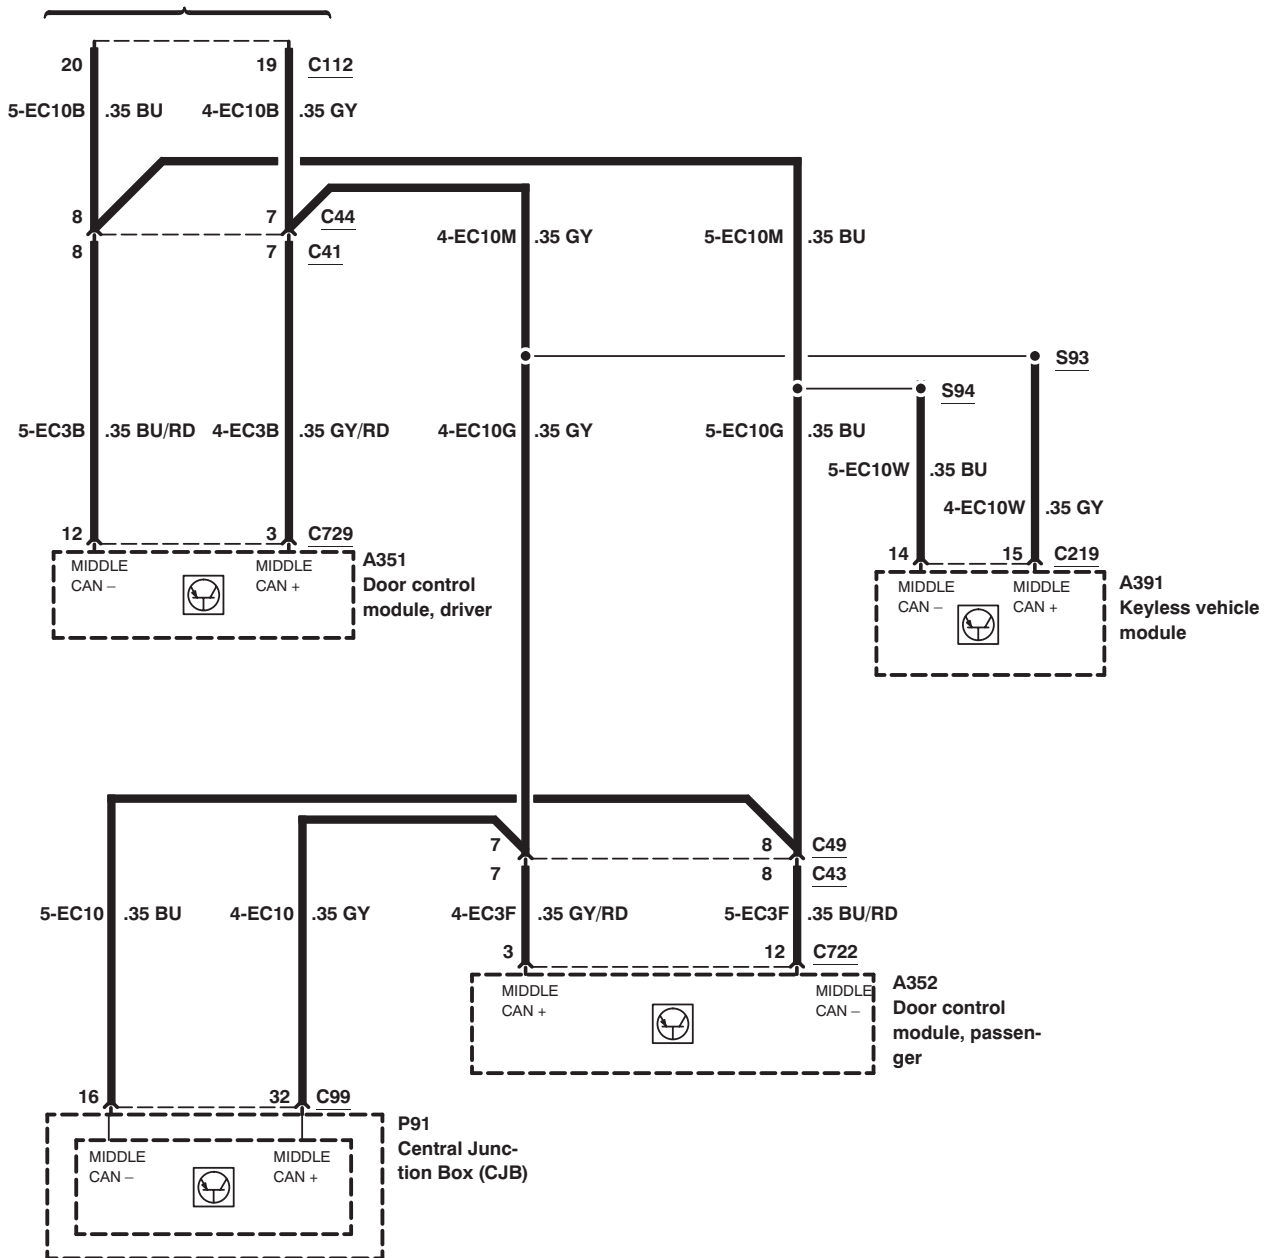 20 19 C112
5-EC10B .35 BU 4-EC10B .35 GY
8 7 C44
8 7 C41
4-EC10M .35 GY 5-EC10M .35 BU
S93
S94
5-EC3B .35 BU/RD 4-EC3B .35 GY/RD 4-EC10G .35 GY 5-EC10G .35 BU
5-EC10W .35 BU
4-EC10W .35 GY
12 3 C729
MIDDLE CAN –
MIDDLE CAN +
A351
Door control
module, driver
14 15 C219
MIDDLE CAN –
MIDDLE CAN +
A391
Keyless vehicle
module
7 8 C49
7 8 C43
5-EC10 .35 BU 4-EC10 .35 GY 4-EC3F .35 GY/RD 5-EC3F .35 BU/RD
3 12 C722
MIDDLE CAN +
MIDDLE CAN –
A352
Door control
module, passen-
ger
16 32 C99
MIDDLE CAN –
MIDDLE CAN +
P91
Central Junc-
tion Box (CJB)